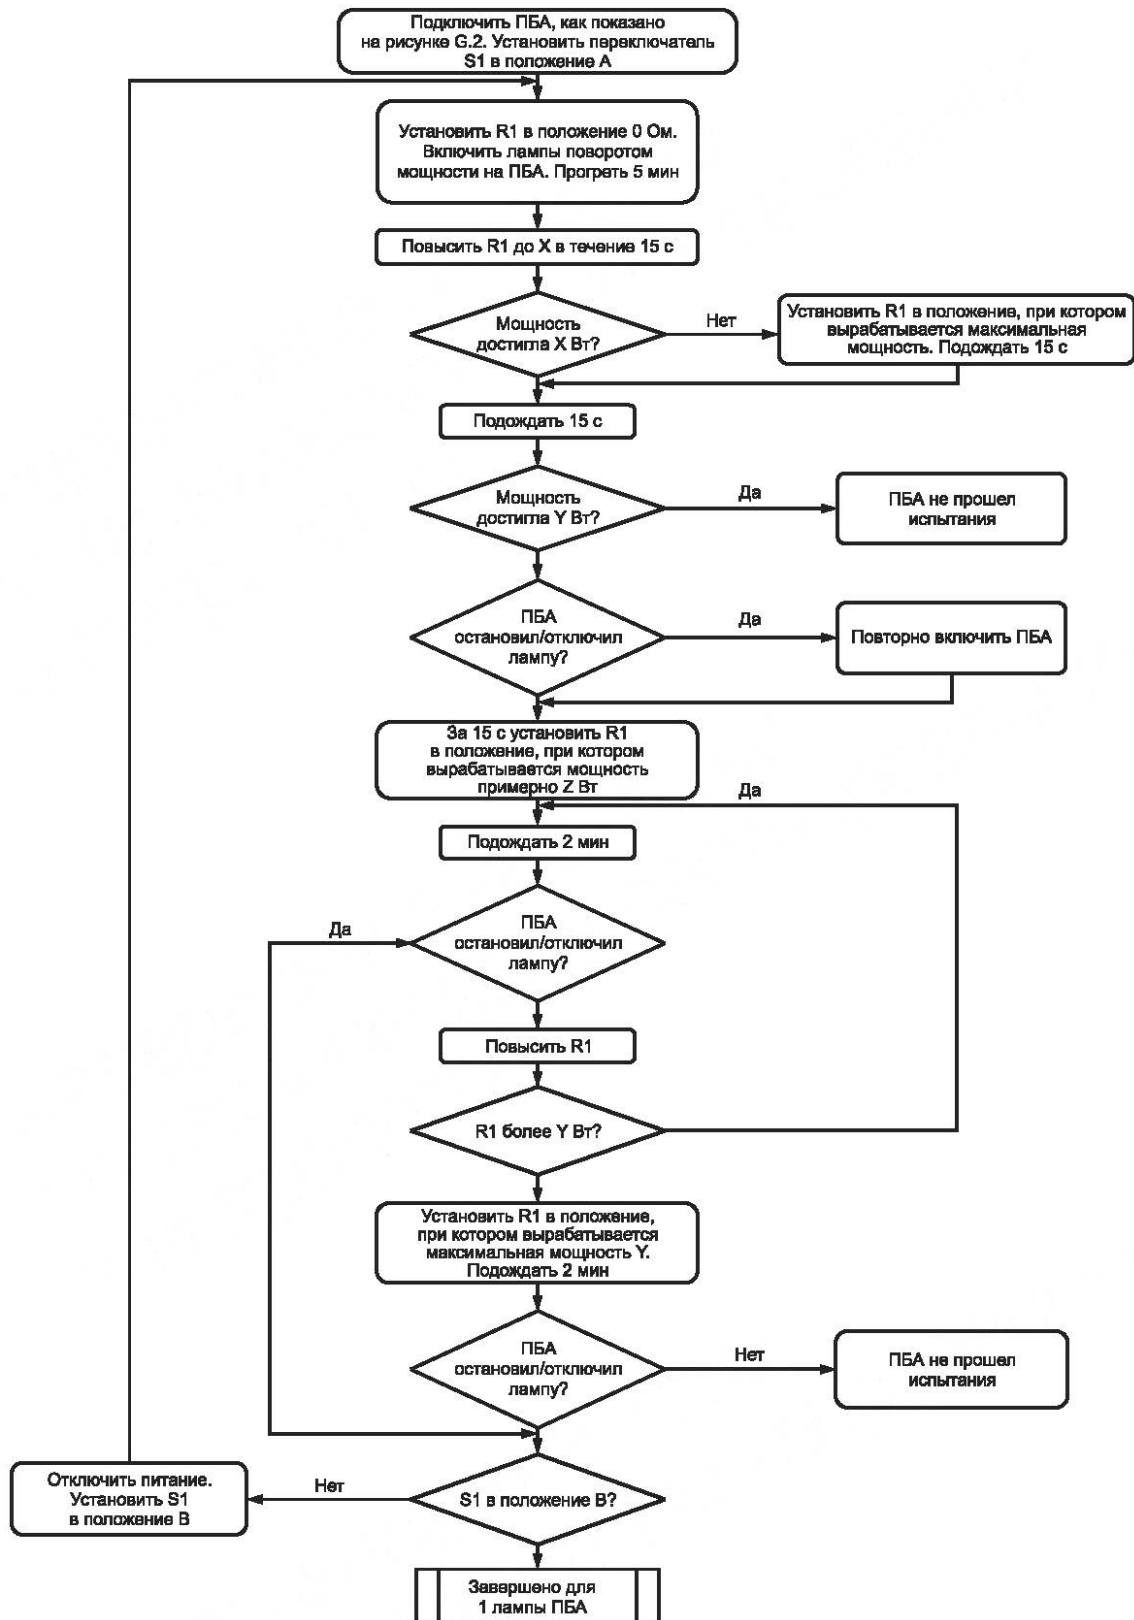 Подключить ПБА, как показано
на рисунке G.2. Установить переключатель
S1 в положение А
Установить R1 в положение 0 Ом.
Включить лампы поворотом
мощности на ПБА. Прогреть 5 мин
Повысить R1 до X в течение 15 с
Мощность
достигла X Вт?
Нет
Установить R1 в положение, при котором
вырабатывается максимальная
мощность. Подождать 15 с
Подождать 15 с
Мощность
достигла Y Вт?
Да
ПБА не прошел
испытания
ПБА
остановил/отключил
лампу?
Да
Повторно включить ПБА
За 15 с установить R1
в положение, при котором
вырабатывается мощность
примерно Z Вт
Да
Подождать 2 мин
ПБА
остановил/отключил
лампу?
Да
Повысить R1
R1 более Y Вт?
Установить R1 в положение,
при котором вырабатывается
максимальная мощность Y.
Подождать 2 мин
ПБА
остановил/отключил
лампу?
Нет
ПБА не прошел
испытания
Отключить питание.
Установить S1
в положение В
Нет
S1 в положение В?
Завершено для
1 лампы ПБА